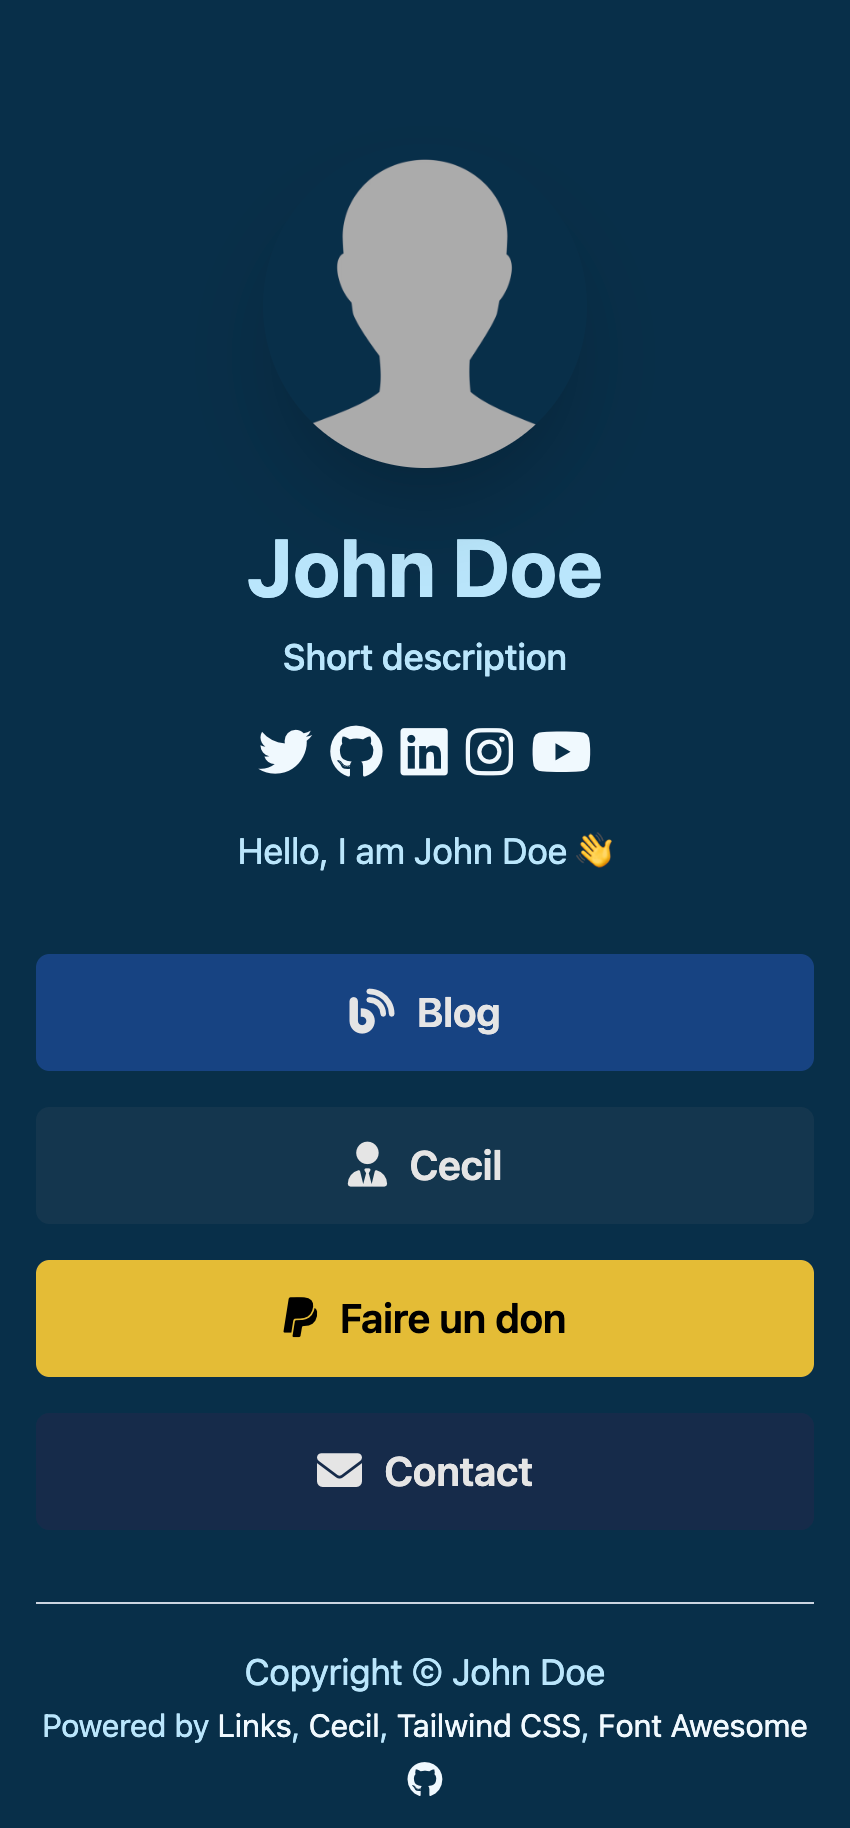 John Doe
Short description
Hello, I am John Doe 👋
Blog
Cecil
Faire un don
Contact
Copyright © John Doe
Powered by Links, Cecil, Tailwind CSS, Font Awesome